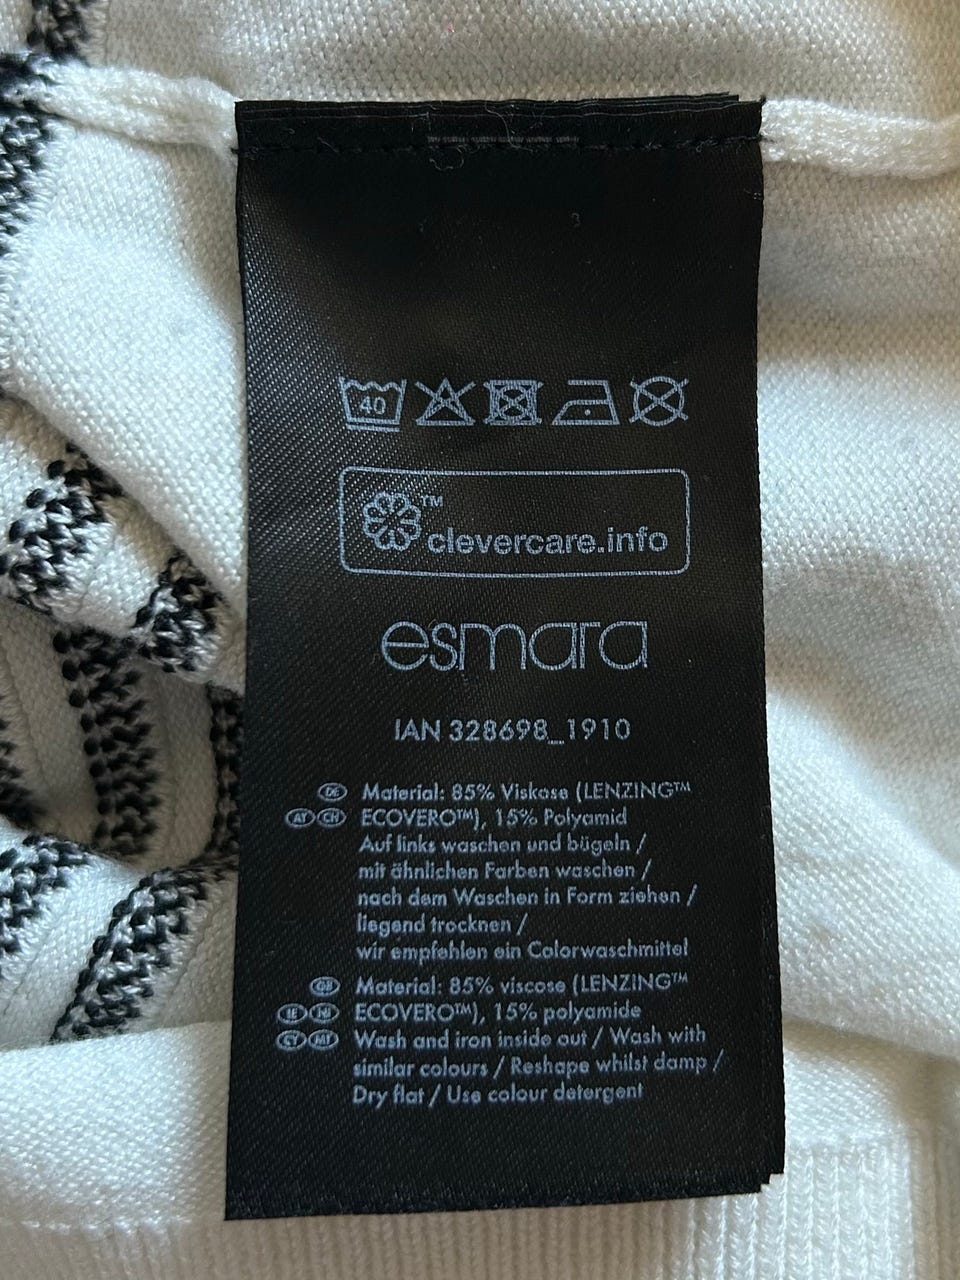 40
™
clevercare.info
esmara
IAN 328698_1910
DE Material: 85% Viskose (LENZING™
AT CH ECOVERO™), 15% Polyamid
Auf links waschen und bügeln /
mit ähnlichen Farben waschen /
nach dem Waschen in Form ziehen /
liegend trocknen /
wir empfehlen ein Colorwaschmittel
GB Material: 85% viscose (LENZING™
IE NI ECOVERO™), 15% polyamide
CY MT Wash and iron inside out / Wash with
similar colours / Reshape whilst damp /
Dry flat / Use colour detergent